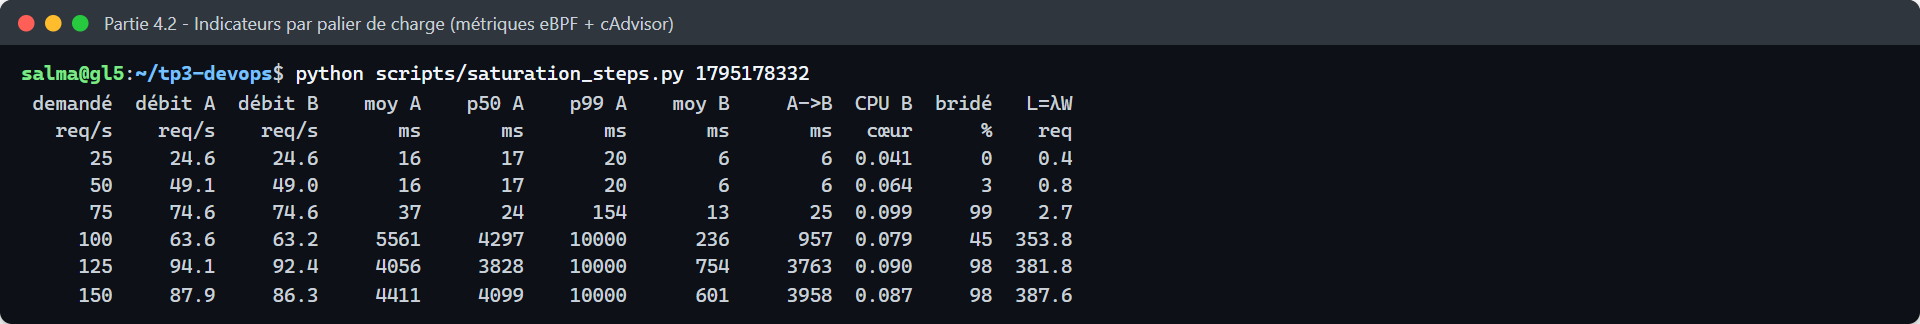 Partie 4.2 - Indicateurs par palier de charge (métriques eBPF + cAdvisor)
salma@gl5:~/tp3-devops$ python scripts/saturation_steps.py 1795178332
demandé débit A débit B moy A p50 A p99 A moy B A->B CPU B bridé L=λW
req/s req/s req/s ms ms ms ms ms cœur % req
25 24.6 24.6 16 17 20 6 6 0.041 0 0.4
50 49.1 49.0 16 17 20 6 6 0.064 3 0.8
75 74.6 74.6 37 24 154 13 25 0.099 99 2.7
100 63.6 63.2 5561 4297 10000 236 957 0.079 45 353.8
125 94.1 92.4 4056 3828 10000 754 3763 0.090 98 381.8
150 87.9 86.3 4411 4099 10000 601 3958 0.087 98 387.6